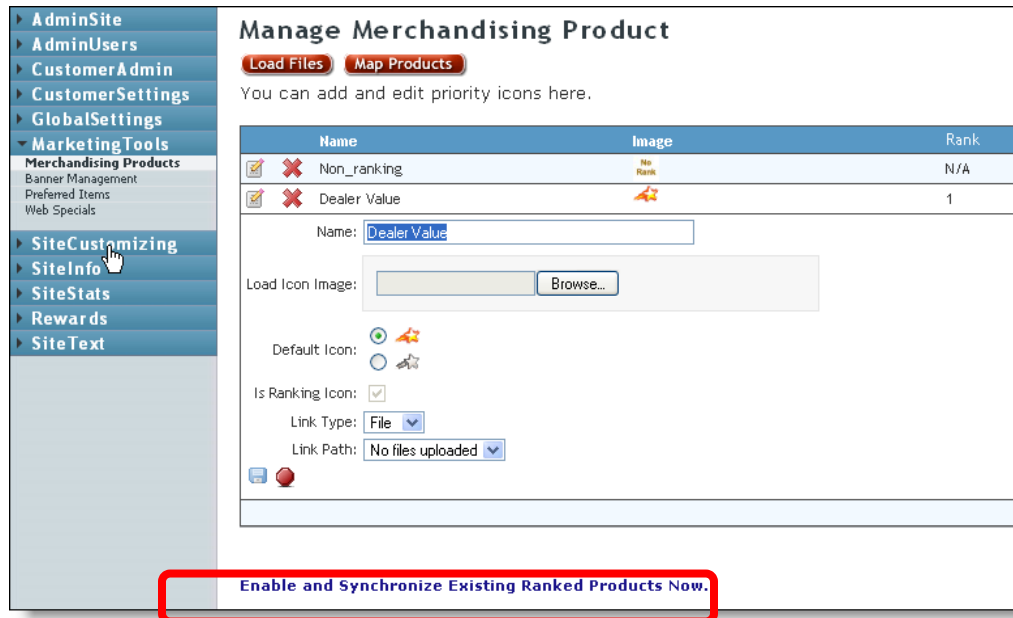 AdminSite
AdminUsers
CustomerAdmin
CustomerSettings
GlobalSettings
MarketingTools
Merchandising Products
Banner Management
Preferred Items
Web Specials
SiteCustomizing
SiteInfo
SiteStats
Rewards
SiteText
Manage Merchandising Product
Load Files Map Products
You can add and edit priority icons here.
Name Image Rank
Non_ranking No Rank N/A
Dealer Value 1
Name: Dealer Value
Load Icon Image: Browse...
Default Icon:
Is Ranking Icon:
Link Type: File
Link Path: No files uploaded
Enable and Synchronize Existing Ranked Products Now.